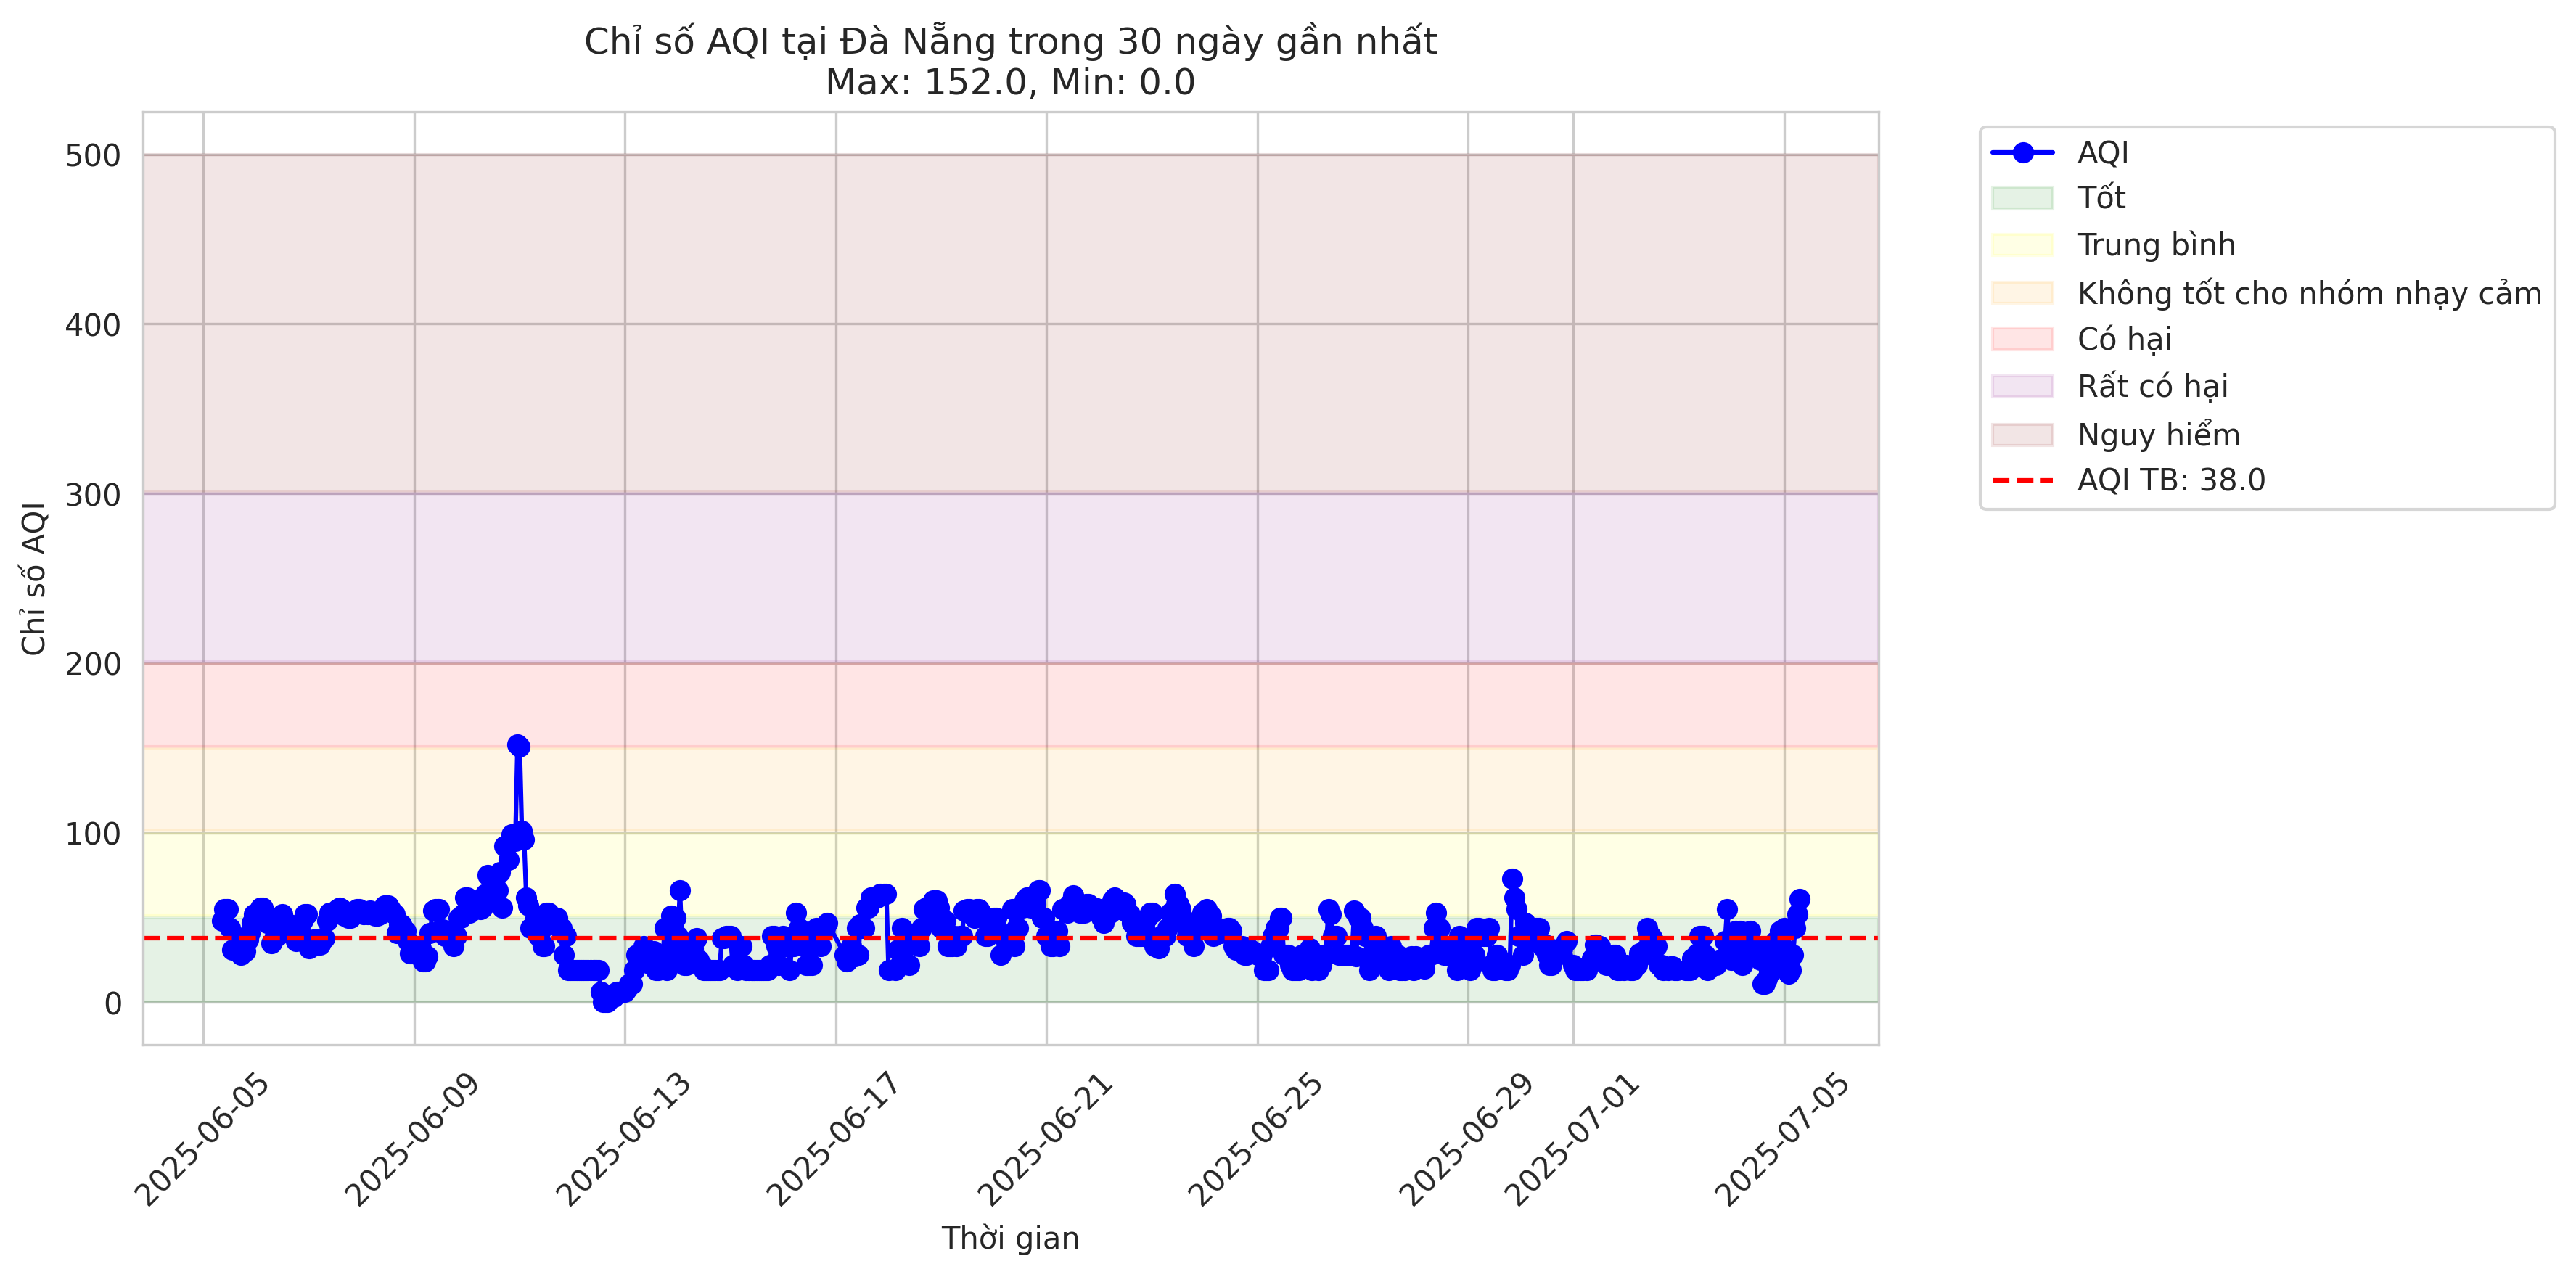 Chỉ số AQI tại Đà Nẵng trong 30 ngày gần nhất
Max: 152.0, Min: 0.0
Chỉ số AQI
500
400
300
200
100
0
2025-06-05
2025-06-09
2025-06-13
2025-06-17
2025-06-21
2025-06-25
2025-06-29
2025-07-01
2025-07-05
Thời gian
AQI
Tốt
Trung bình
Không tốt cho nhóm nhạy cảm
Có hại
Rất có hại
Nguy hiểm
AQI TB: 38.0